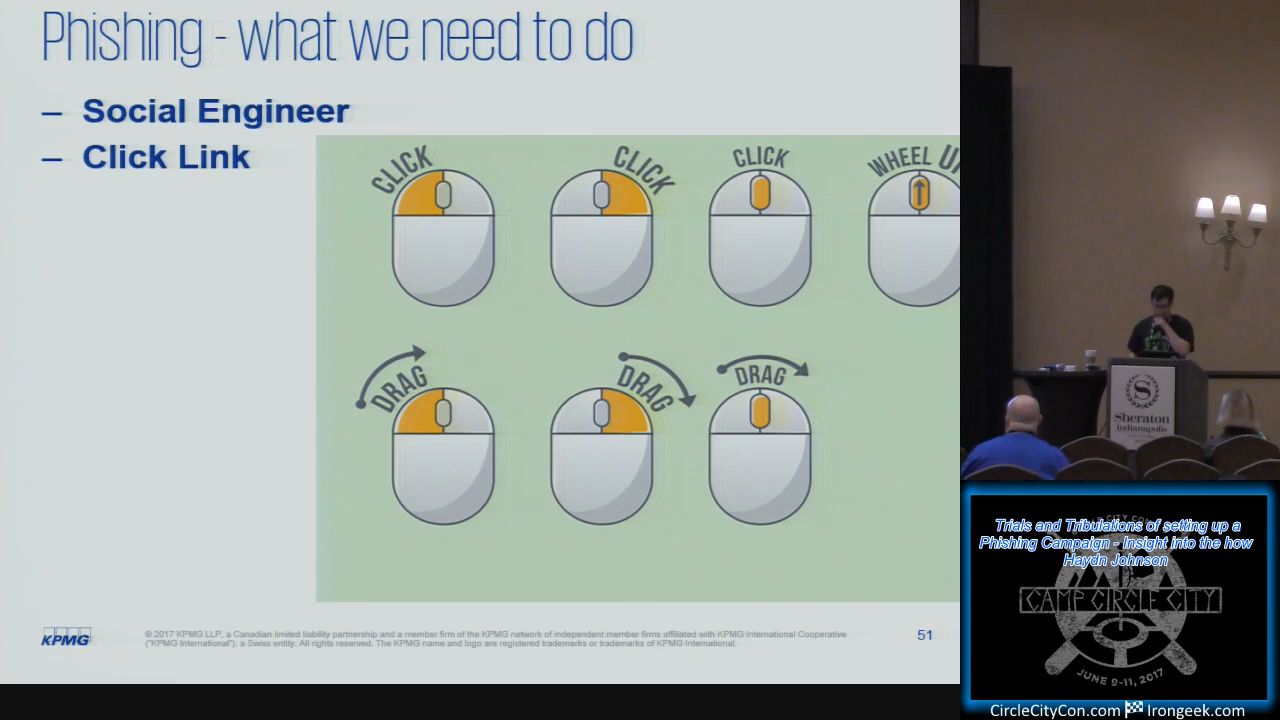 Phishing - what we need to do
– Social Engineer
– Click Link
CLICK
CLICK
CLICK
WHEEL
DRAG
DRAG
DRAG
KPMG
© 2017 KPMG LLP, a Canadian limited liability partnership and a member firm of the KPMG network of independent member firms affiliated with KPMG International Cooperative
("KPMG International"), a Swiss entity. All rights reserved. The KPMG name and logo are registered trademarks or trademarks of KPMG International.
51
S
Sheraton
Indianapolis
Trials and Tribulations of setting up a
Phishing Campaign - Insight into the how
Haydn Johnson
CAMP CIRCLE CITY
JUNE 9-11, 2017
CircleCityCon.com Irongeek.com